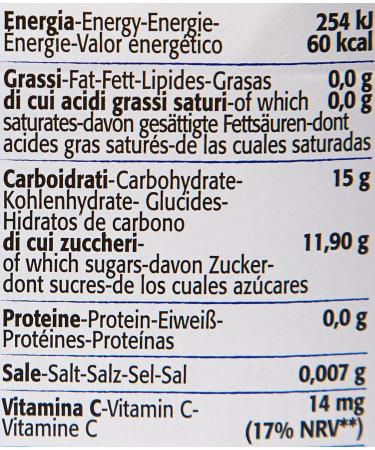 Energia-Energy-Energie- 254 kJ
Énergie-Valor energético 60 kcal
Grassi-Fat-Fett-Lipides-Grasas 0,0 g
di cui acidi grassi saturi-of which 0,0 g
saturates-davon gesättigte Fettsäuren-dont
acides gras saturés-de las cuales saturadas
Carboidrati-Carbohydrate- 15 g
Kohlenhydrate- Glucides-
Hidratos de carbono
di cui zuccheri- 11,90 g
of which sugars-davon Zucker-
dont sucres-de los cuales azúcares
Proteine-Protein-Eiweiß- 0,0 g
Protéines-Proteínas
Sale-Salt-Salz-Sel-Sal 0,007 g
Vitamina C-Vitamin C- 14 mg
Vitamine C (17% NRV**)